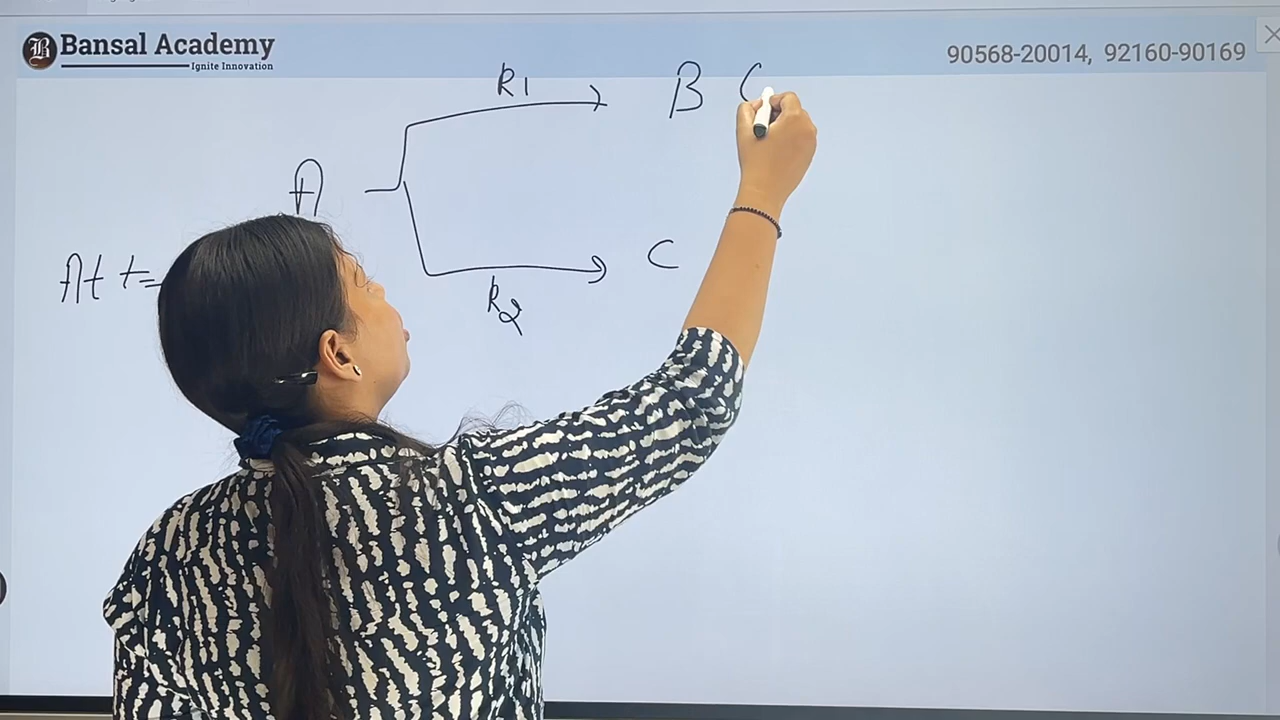 Bansal Academy
Ignite Innovation
90568-20014, 92160-90169
K1
B C
A
At t=
C
K2